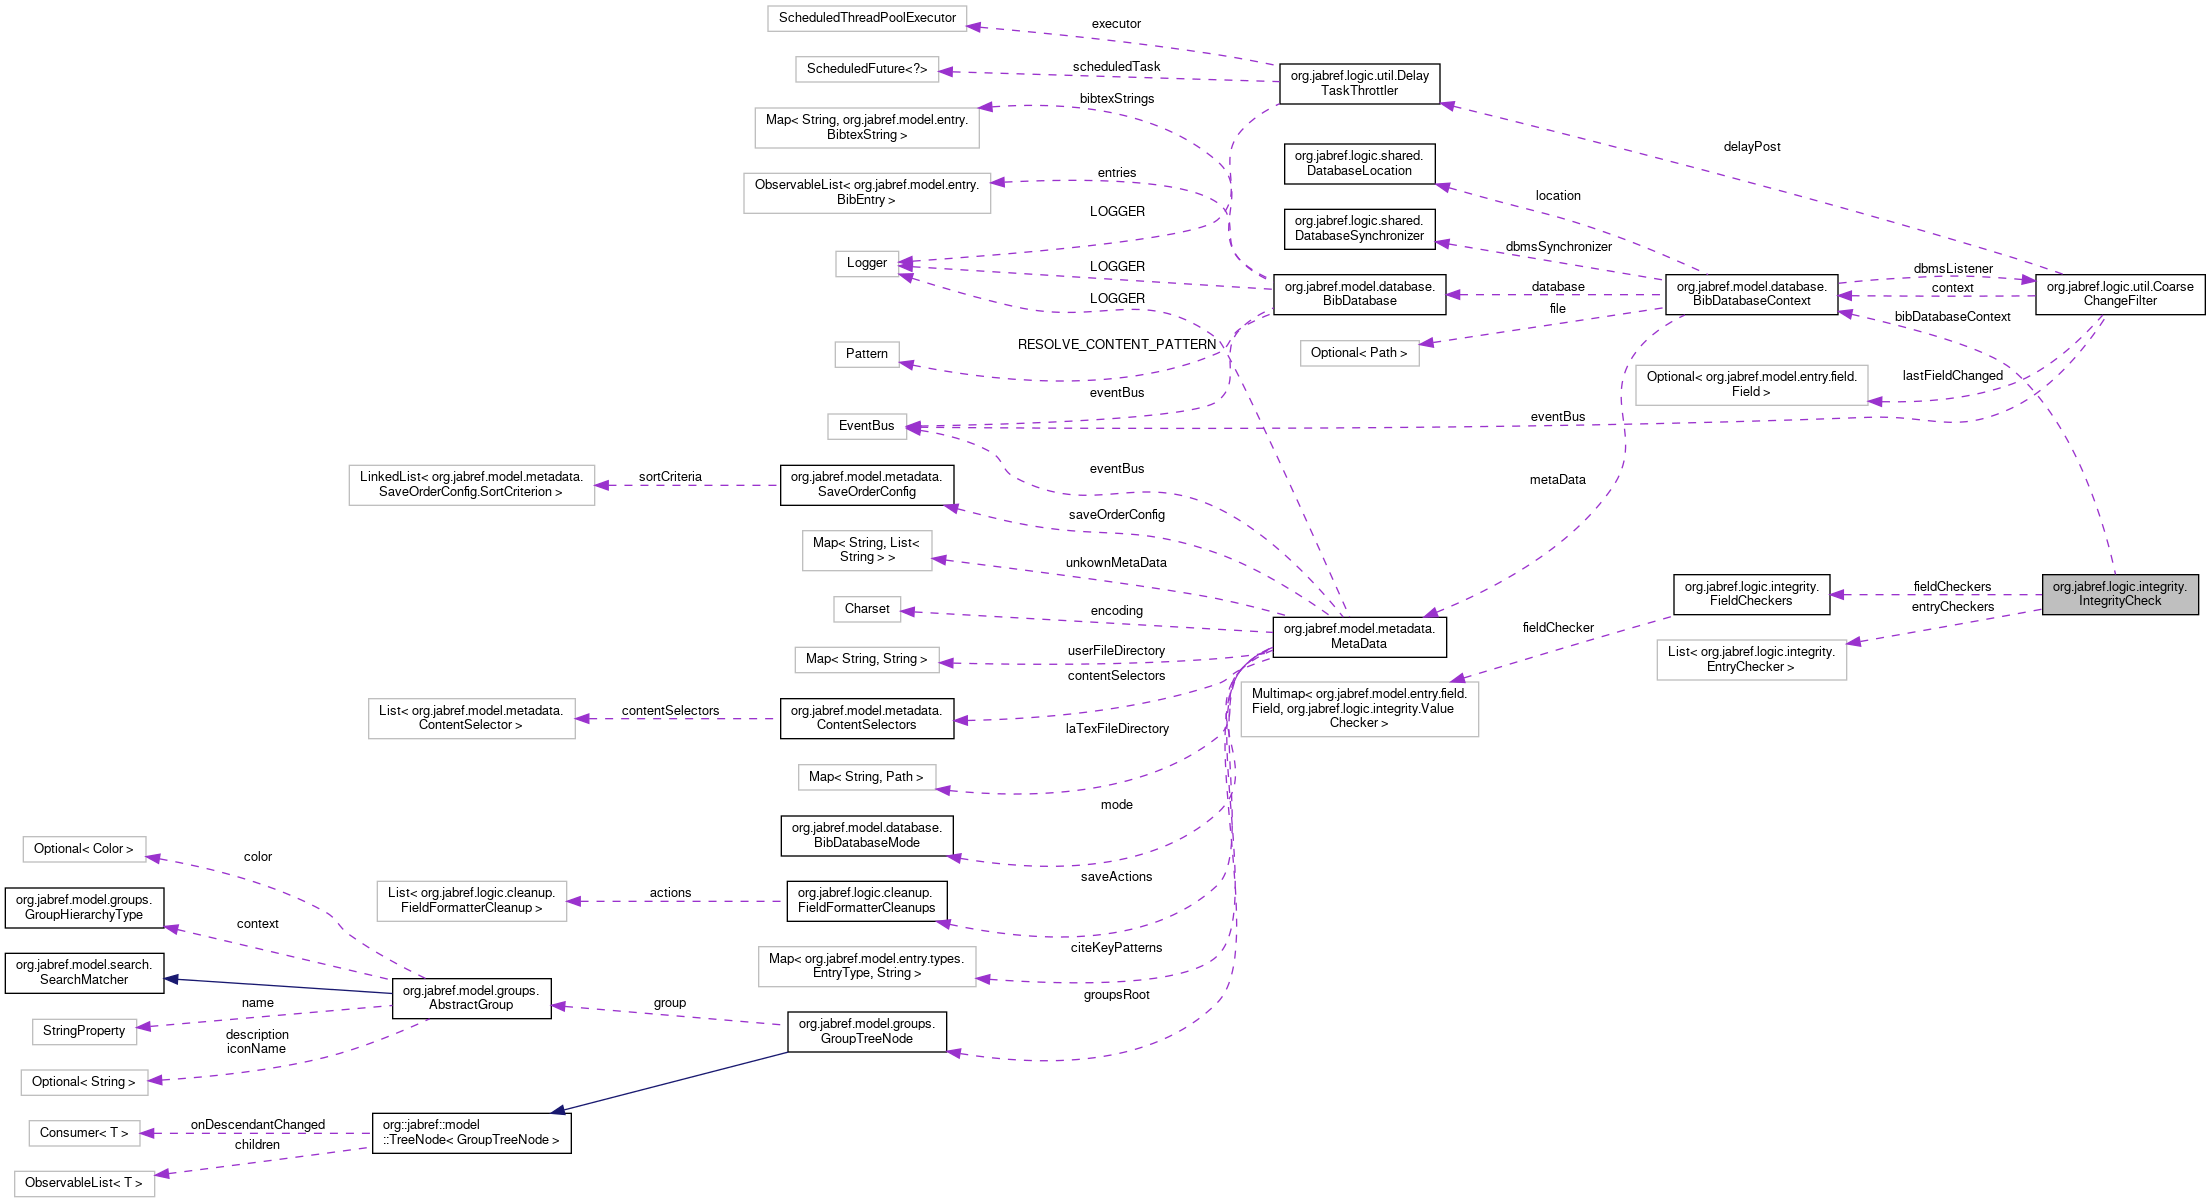 ScheduledThreadPoolExecutor
executor
ScheduledFuture<?>
scheduledTask
org.jabref.logic.util.Delay
TaskThrottler
Map< String, org.jabref.model.entry.
BibtexString >
bibtexStrings
delayPost
org.jabref.logic.shared.
DatabaseLocation
ObservableList< org.jabref.model.entry.
BibEntry >
entries
location
LOGGER
org.jabref.logic.shared.
DatabaseSynchronizer
dbmsSynchronizer
Logger
LOGGER
LOGGER
org.jabref.model.database.
BibDatabase
database
file
org.jabref.model.database.
BibDatabaseContext
dbmsListener
context
bibDatabaseContext
org.jabref.logic.util.Coarse
ChangeFilter
Pattern
RESOLVE_CONTENT_PATTERN
Optional< Path >
Optional< org.jabref.model.entry.field.
Field >
lastFieldChanged
eventBus
EventBus
eventBus
eventBus
LinkedList< org.jabref.model.metadata.
SaveOrderConfig.SortCriterion >
sortCriteria
org.jabref.model.metadata.
SaveOrderConfig
saveOrderConfig
metaData
Map< String, List<
String > >
unkownMetaData
Charset
encoding
org.jabref.model.metadata.
MetaData
org.jabref.logic.integrity.
FieldCheckers
fieldCheckers
entryCheckers
org.jabref.logic.integrity.
IntegrityCheck
fieldChecker
List< org.jabref.logic.integrity.
EntryChecker >
Map< String, String >
userFileDirectory
contentSelectors
Multimap< org.jabref.model.entry.field.
Field, org.jabref.logic.integrity.Value
Checker >
List< org.jabref.model.metadata.
ContentSelector >
contentSelectors
org.jabref.model.metadata.
ContentSelectors
laTexFileDirectory
Map< String, Path >
mode
org.jabref.model.database.
BibDatabaseMode
Optional< Color >
color
saveActions
List< org.jabref.logic.cleanup.
FieldFormatterCleanup >
actions
org.jabref.logic.cleanup.
FieldFormatterCleanups
org.jabref.model.groups.
GroupHierarchyType
context
citeKeyPatterns
Map< org.jabref.model.entry.types.
EntryType, String >
org.jabref.model.search.
SearchMatcher
name
org.jabref.model.groups.
AbstractGroup
group
groupsRoot
StringProperty
description
iconName
org.jabref.model.groups.
GroupTreeNode
Optional< String >
Consumer< T >
onDescendantChanged
children
org::jabref::model
::TreeNode< GroupTreeNode >
ObservableList< T >